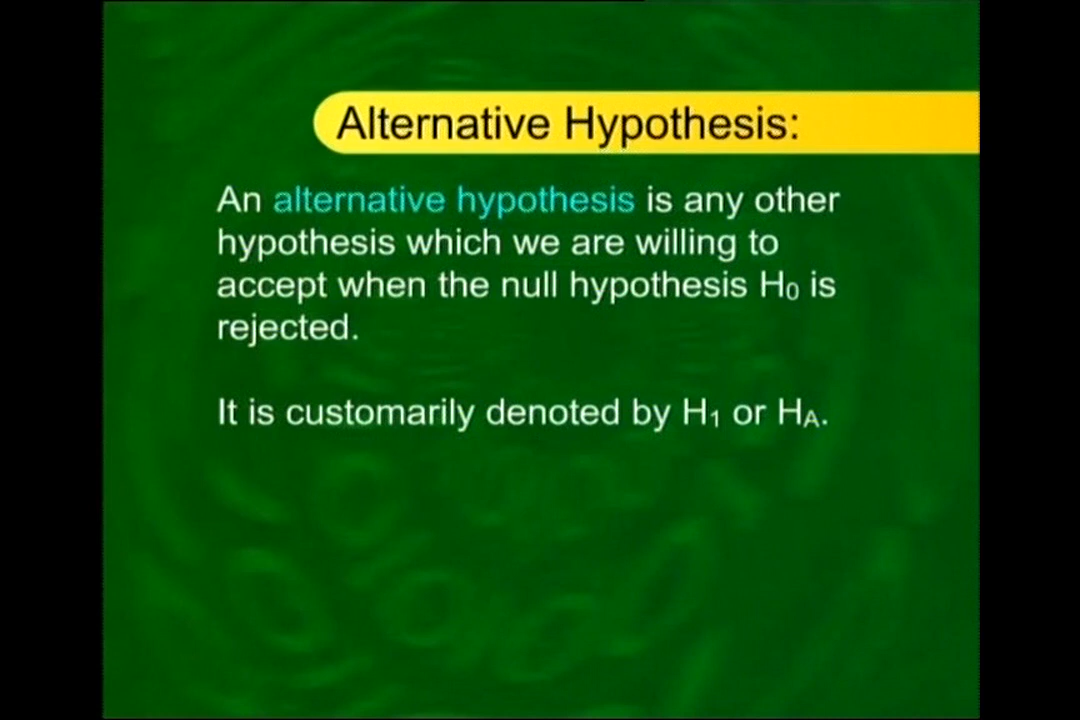 Alternative Hypothesis:
An alternative hypothesis is any other
hypothesis which we are willing to
accept when the null hypothesis H₀ is
rejected.
It is customarily denoted by H₁ or Hᴀ.